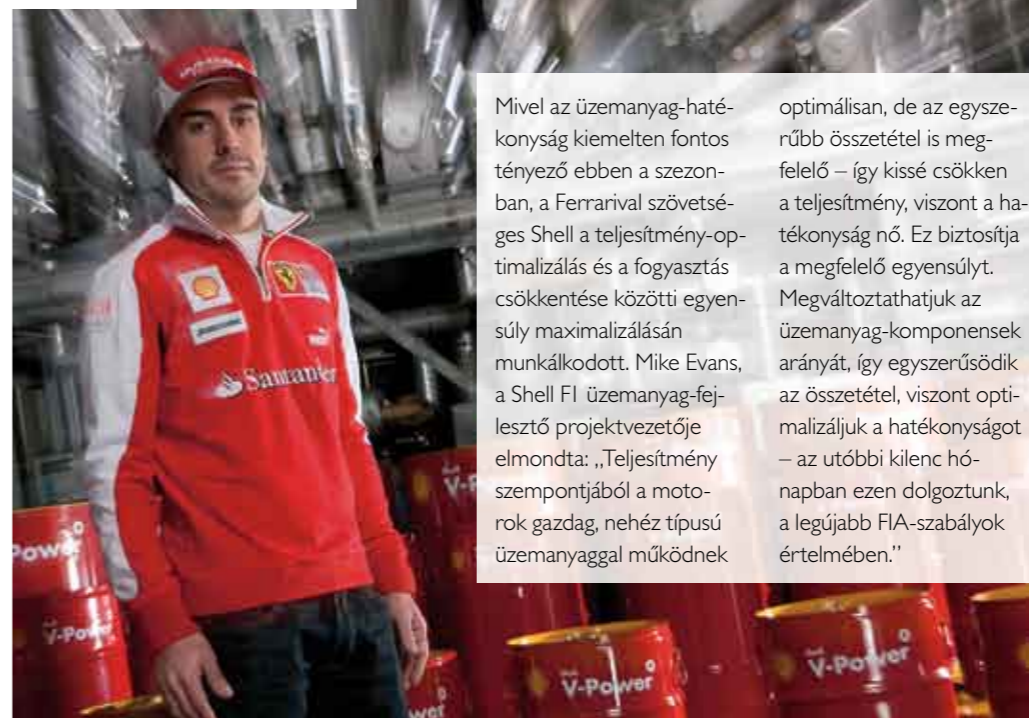 Mivel az üzemanyag-haté-
konyság kiemelten fontos
tényező ebben a szezon-
ban, a Ferrarival szövetsé-
ges Shell a teljesítmény-op-
timalizálás és a fogyasztás
csökkentése közötti egyen-
súly maximalizálásán
munkálkodott. Mike Evans,
a Shell F1 üzemanyag-fej-
lesztő projektvezetője
elmondta: „Teljesítmény
szempontjából a moto-
rok gazdag, nehéz típusú
üzemanyaggal működnek
optimálisan, de az egysze-
rűbb összetétel is meg-
felelő – így kissé csökken
a teljesítmény, viszont a ha-
tékonyság nő. Ez biztosítja
a megfelelő egyensúlyt.
Megváltoztathatjuk az
üzemanyag-komponensek
arányát, így egyszerűsödik
az összetétel, viszont opti-
malizáljuk a hatékonyságot
– az utóbbi kilenc hó-
napban ezen dolgoztunk,
a legújabb FIA-szabályok
értelmében.”
Santander
V-Power
V-Power
V-Power